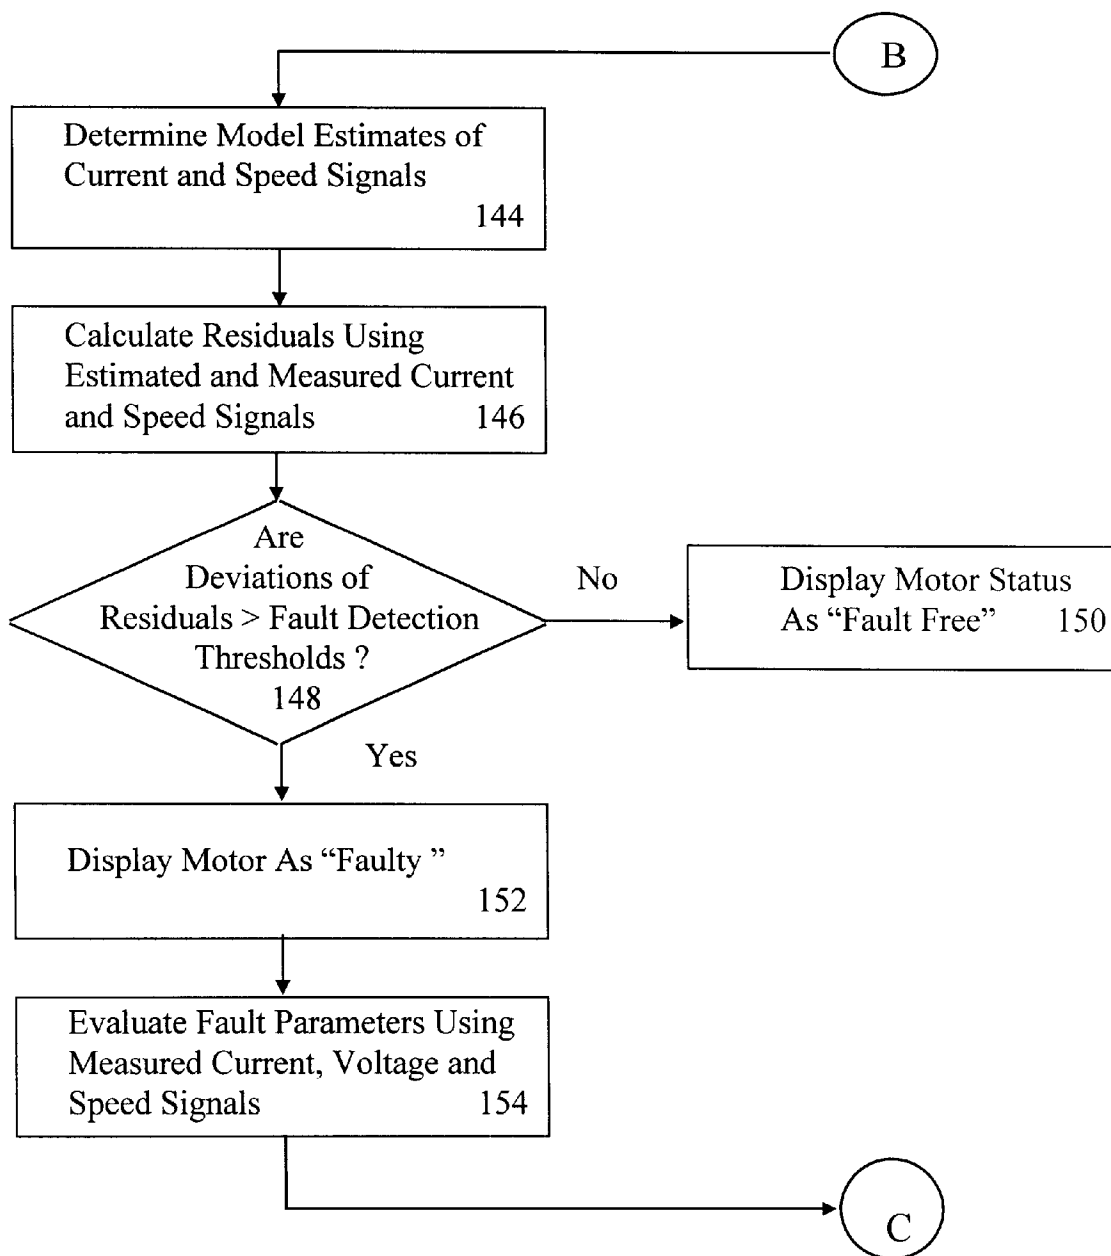 B
Determine Model Estimates of
Current and Speed Signals
144
Calculate Residuals Using
Estimated and Measured Current
and Speed Signals 146
Are
Deviations of
Residuals > Fault Detection
Thresholds ?
148
No
Display Motor Status
As “Fault Free” 150
Yes
Display Motor As “Faulty ”
152
Evaluate Fault Parameters Using
Measured Current, Voltage and
Speed Signals 154
C